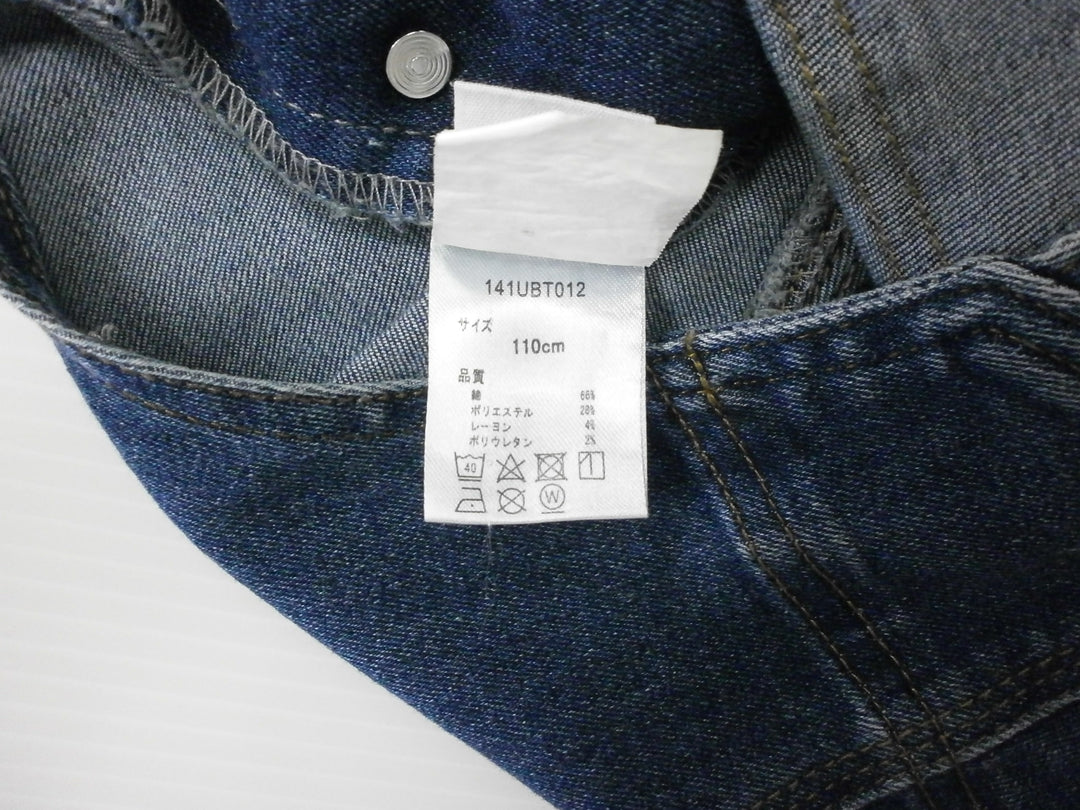 141UBT012
サイズ
110cm
品質
綿 66%
ポリエステル 28%
レーヨン 4%
ポリウレタン 2%
40
W